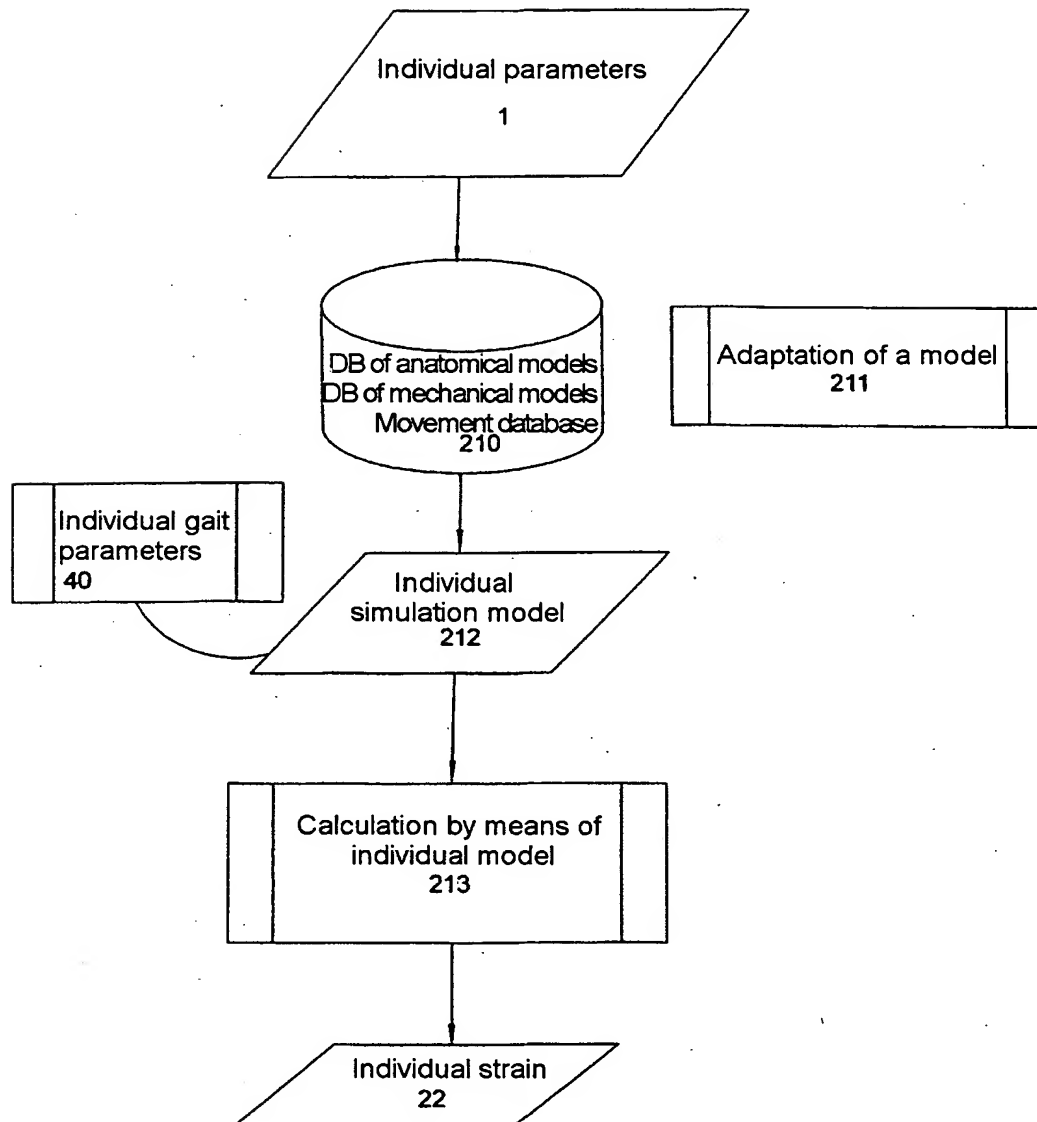 Individual parameters
1
DB of anatomical models
DB of mechanical models
Movement database
210
Adaptation of a model
211
Individual gait
parameters
40
Individual
simulation model
212
Calculation by means of
individual model
213
Individual strain
22